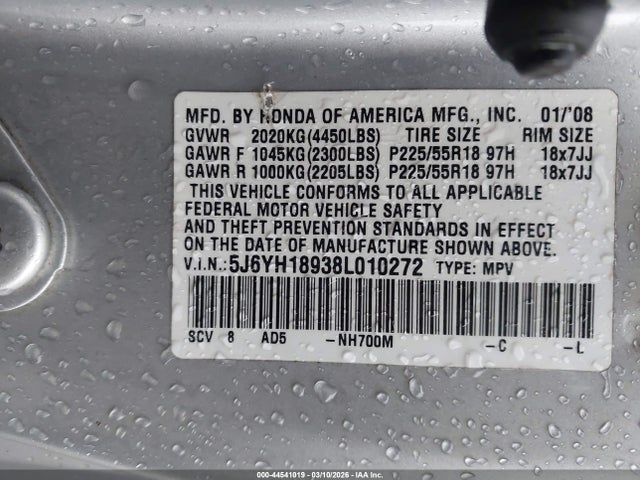 MFD. BY HONDA OF AMERICA MFG., INC. 01/'08
GVWR 2020KG(4450LBS) TIRE SIZE RIM SIZE
GAWR F 1045KG(2300LBS) P225/55R18 97H 18x7JJ
GAWR R 1000KG(2205LBS) P225/55R18 97H 18x7JJ
THIS VEHICLE CONFORMS TO ALL APPLICABLE
FEDERAL MOTOR VEHICLE SAFETY
AND THEFT PREVENTION STANDARDS IN EFFECT
ON THE DATE OF MANUFACTURE SHOWN ABOVE.
V.I.N.:5J6YH18938L010272 TYPE: MPV
SCV 8 AD5 -NH700M -C -L
000-44541019 - 03/10/2026 - COPYRIGHT IAA, LLC